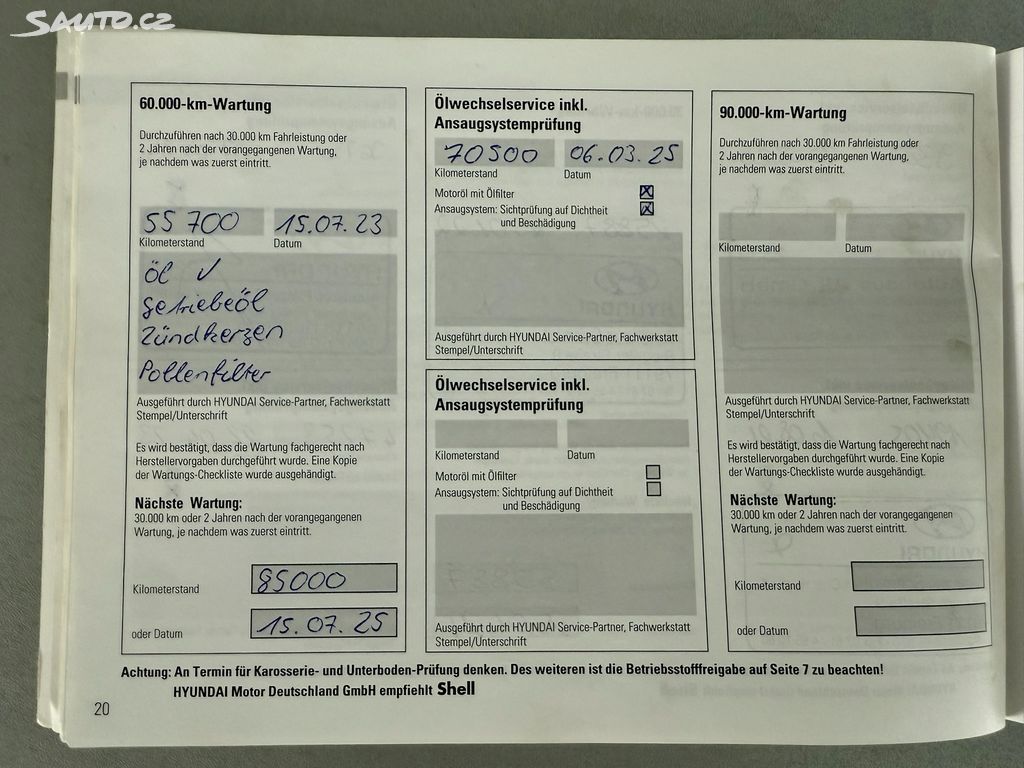 SAUTO.CZ
60.000-km-Wartung
Durchzuführen nach 30.000 km Fahrleistung oder
2 Jahren nach der vorangegangenen Wartung,
je nachdem was zuerst eintritt.
55 700 15.07.23
Kilometerstand Datum
Öl ✓
Getriebeöl
Zündkerzen
Pollenfilter
Ausgeführt durch HYUNDAI Service-Partner, Fachwerkstatt
Stempel/Unterschrift
Es wird bestätigt, dass die Wartung fachgerecht nach
Herstellervorgaben durchgeführt wurde. Eine Kopie
der Wartungs-Checkliste wurde ausgehändigt.
Nächste Wartung:
30.000 km oder 2 Jahren nach der vorangegangenen
Wartung, je nachdem was zuerst eintritt.
Kilometerstand 85000
oder Datum 15.07.25
Ölwechselservice inkl.
Ansaugsystemprüfung
70500 06.03.25
Kilometerstand Datum
Motoröl mit Ölfilter
Ansaugsystem: Sichtprüfung auf Dichtheit
und Beschädigung
Ausgeführt durch HYUNDAI Service-Partner, Fachwerkstatt
Stempel/Unterschrift
Ölwechselservice inkl.
Ansaugsystemprüfung
Kilometerstand Datum
Motoröl mit Ölfilter
Ansaugsystem: Sichtprüfung auf Dichtheit
und Beschädigung
Ausgeführt durch HYUNDAI Service-Partner, Fachwerkstatt
Stempel/Unterschrift
90.000-km-Wartung
Durchzuführen nach 30.000 km Fahrleistung oder
2 Jahren nach der vorangegangenen Wartung,
je nachdem was zuerst eintritt.
Kilometerstand Datum
Ausgeführt durch HYUNDAI Service-Partner, Fachwerkstatt
Stempel/Unterschrift
Es wird bestätigt, dass die Wartung fachgerecht nach
Herstellervorgaben durchgeführt wurde. Eine Kopie
der Wartungs-Checkliste wurde ausgehändigt.
Nächste Wartung:
30.000 km oder 2 Jahren nach der vorangegangenen
Wartung, je nachdem was zuerst eintritt.
Kilometerstand
oder Datum
Achtung: An Termin für Karosserie- und Unterboden-Prüfung denken. Des weiteren ist die Betriebsstofffreigabe auf Seite 7 zu beachten!
HYUNDAI Motor Deutschland GmbH empfiehlt Shell
20